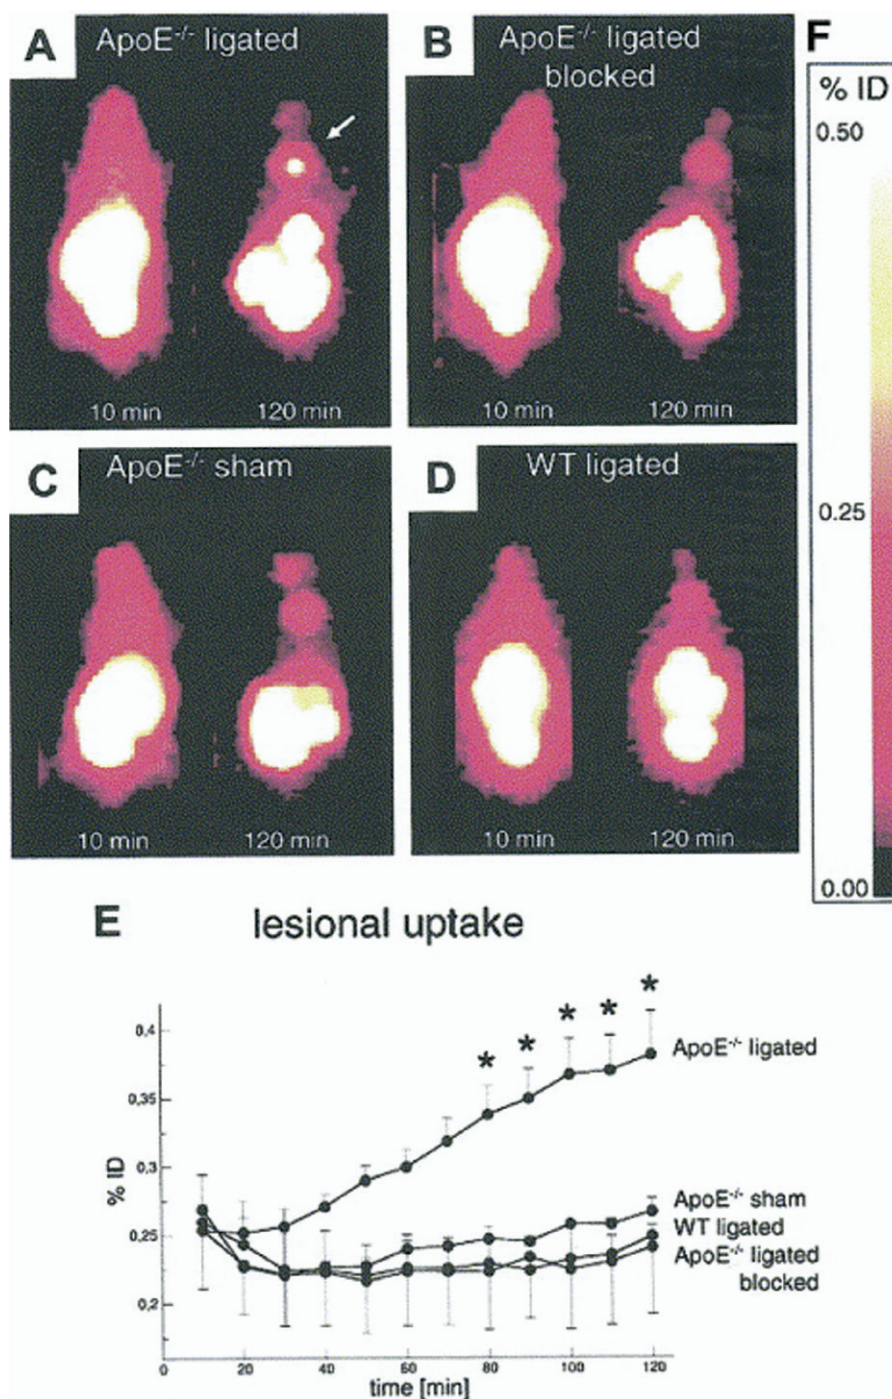 A
ApoE-/- ligated
10 min
120 min
B
ApoE-/- ligated
blocked
10 min
120 min
F
% ID
0.50
0.25
0.00
C
ApoE-/- sham
10 min
120 min
D
WT ligated
10 min
120 min
E
lesional uptake
% ID
0,4
0,35
0,3
0,25
0,2
0
20
40
60
80
100
120
time [min]
* * * * *
ApoE-/- ligated
ApoE-/- sham
WT ligated
ApoE-/- ligated
blocked